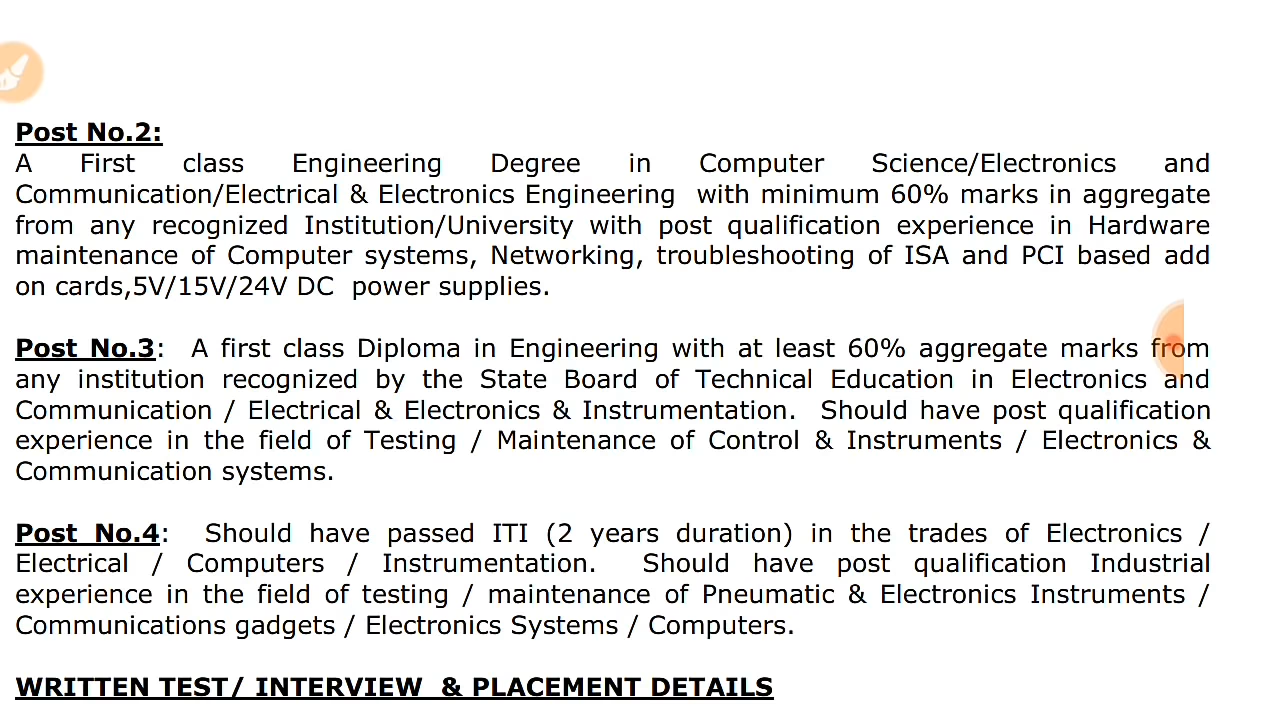 Post No.2:
A First class Engineering Degree in Computer Science/Electronics and
Communication/Electrical & Electronics Engineering with minimum 60% marks in aggregate
from any recognized Institution/University with post qualification experience in Hardware
maintenance of Computer systems, Networking, troubleshooting of ISA and PCI based add
on cards,5V/15V/24V DC power supplies.
Post No.3: A first class Diploma in Engineering with at least 60% aggregate marks from
any institution recognized by the State Board of Technical Education in Electronics and
Communication / Electrical & Electronics & Instrumentation. Should have post qualification
experience in the field of Testing / Maintenance of Control & Instruments / Electronics &
Communication systems.
Post No.4: Should have passed ITI (2 years duration) in the trades of Electronics /
Electrical / Computers / Instrumentation. Should have post qualification Industrial
experience in the field of testing / maintenance of Pneumatic & Electronics Instruments /
Communications gadgets / Electronics Systems / Computers.
WRITTEN TEST/ INTERVIEW & PLACEMENT DETAILS